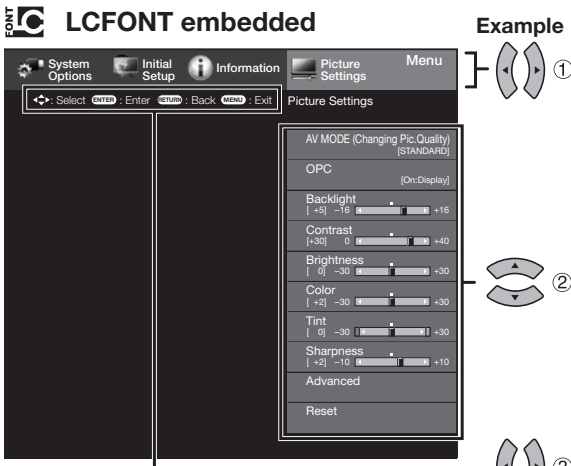 FONT LC LCFONT embedded
Example
System Options
Initial Setup
Information
Picture Settings
Menu
①
: Select ENTER : Enter RETURN : Back MENU : Exit
Picture Settings
AV MODE (Changing Pic.Quality)
[STANDARD]
OPC
[On:Display]
Backlight
[ +5] −16 +16
Contrast
[+30] 0 +40
Brightness
[ 0] −30 +30
②
Color
[ +2] −30 +30
Tint
[ 0] −30 +30
Sharpness
[ +2] −10 +10
Advanced
Reset
③